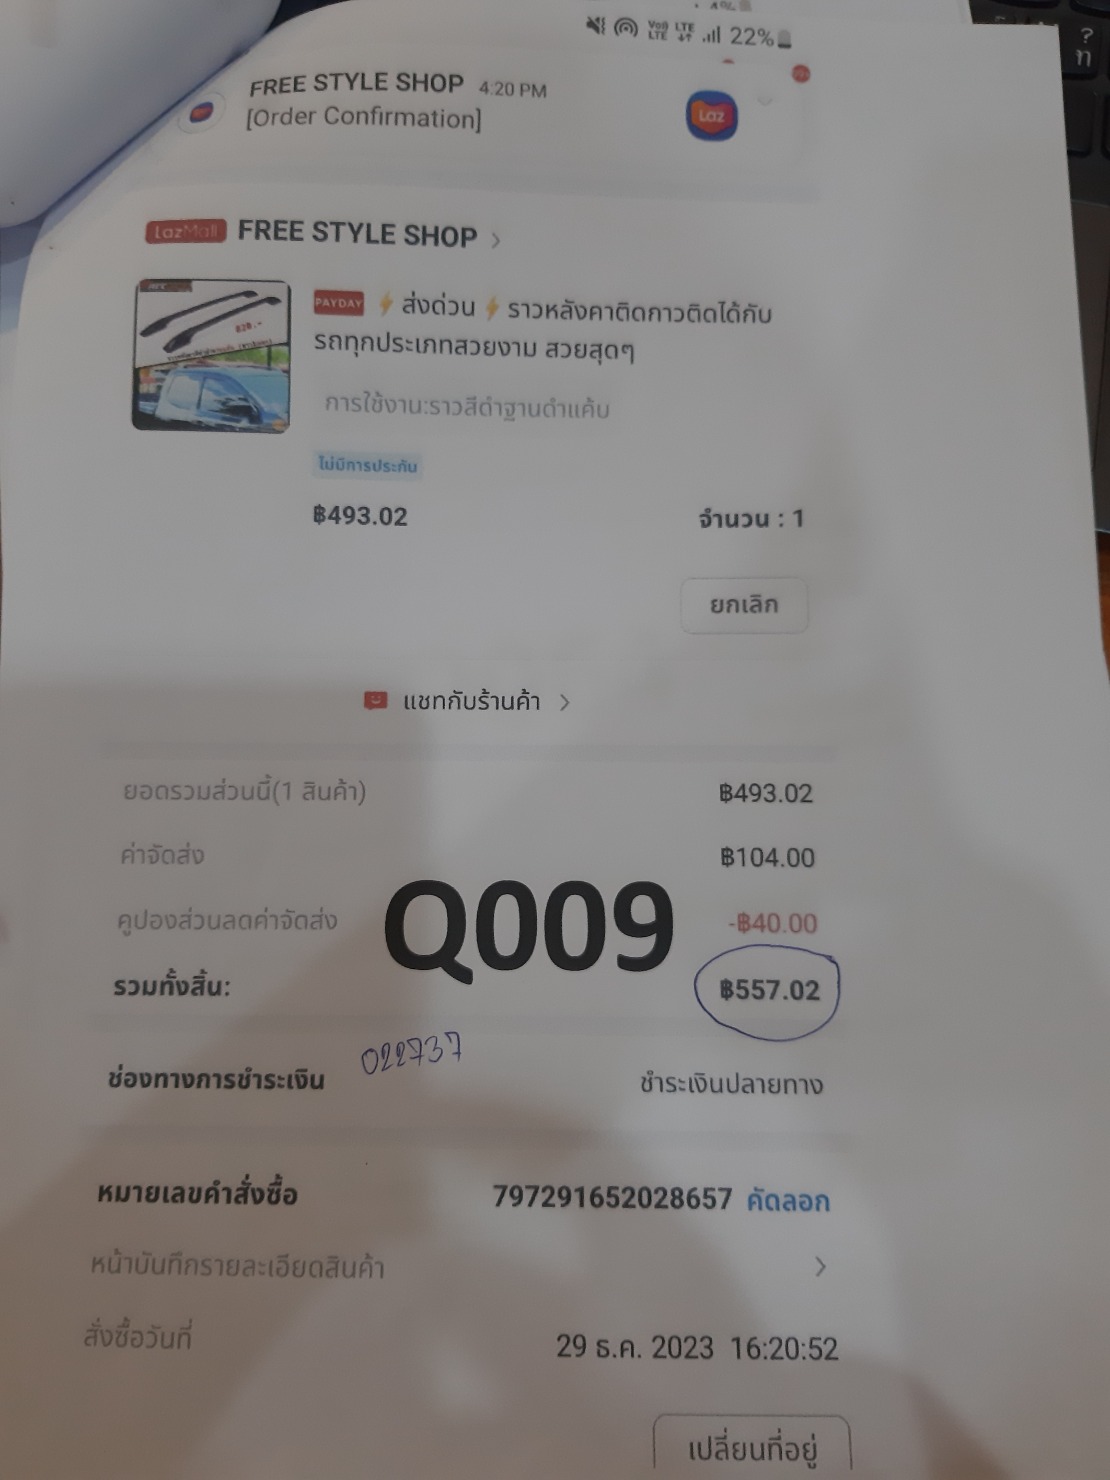 VoD LTE LTE 22%
FREE STYLE SHOP 4:20 PM
[Order Confirmation]
Laz
LazMall FREE STYLE SHOP >
PAYDAY ⚡ส่งด่วน⚡ราวหลังคาติดกาวติดได้กับ
รถทุกประเภทสวยงาม สวยสุดๆ
การใช้งาน:ราวสีดำฐานดำแค้บ
ไม่มีการประกัน
฿493.02 จำนวน : 1
ยกเลิก
แชทกับร้านค้า >
ยอดรวมส่วนนี้(1 สินค้า) ฿493.02
ค่าจัดส่ง ฿104.00
คูปองส่วนลดค่าจัดส่ง -฿40.00
Q009
รวมทั้งสิ้น: ฿557.02
022737
ช่องทางการชำระเงิน ชำระเงินปลายทาง
หมายเลขคำสั่งซื้อ 797291652028657 คัดลอก
หน้าบันทึกรายละเอียดสินค้า >
สั่งซื้อวันที่ 29 ธ.ค. 2023 16:20:52
เปลี่ยนที่อยู่